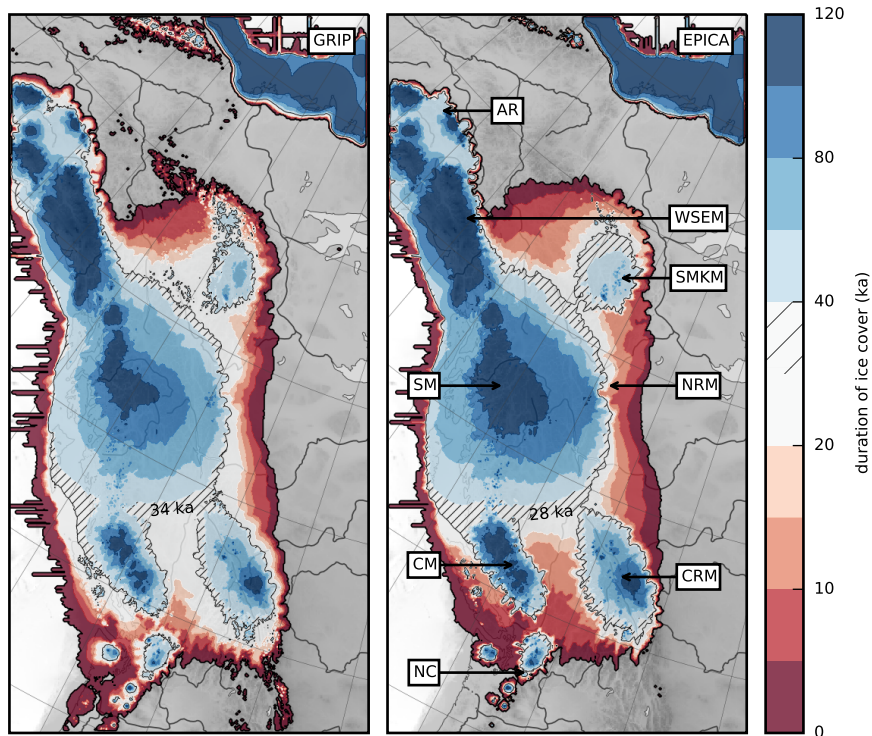 GRIP
EPICA
AR
WSEM
SMKM
SM
NRM
34 ka
28 ka
CM
CRM
NC
120
80
40
20
10
0
duration of ice cover (ka)